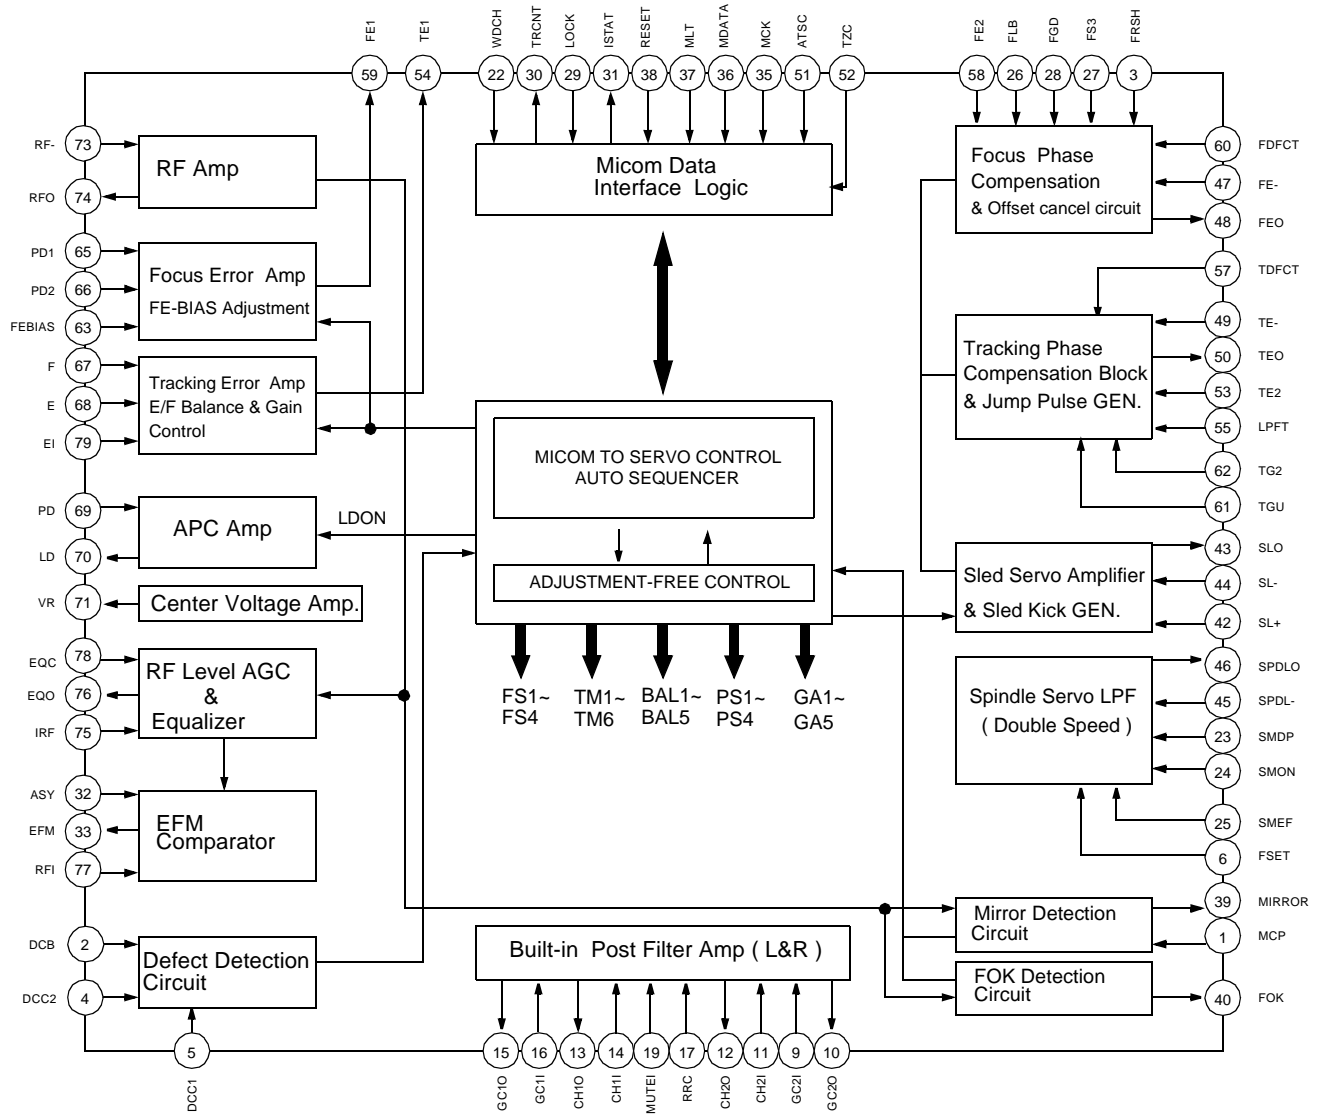 FE1
TE1
WDCH
TRCNT
LOCK
ISTAT
RESET
MLT
MDATA
MCK
ATSC
TZC
FE2
FLB
FGD
FS3
FRSH
59
54
22
30
29
31
38
37
36
35
51
52
58
26
28
27
3
RF-
73
RFO
74
RF Amp
Micom Data
Interface Logic
Focus Phase
Compensation
& Offset cancel circuit
60
FDFCT
47
FE-
48
FEO
PD1
65
PD2
66
FEBIAS
63
Focus Error Amp
FE-BIAS Adjustment
57
TDFCT
49
TE-
50
TEO
53
TE2
55
LPFT
62
TG2
61
TGU
Tracking Phase
Compensation Block
& Jump Pulse GEN.
F
67
E
68
EI
79
Tracking Error Amp
E/F Balance & Gain
Control
MICOM TO SERVO CONTROL
AUTO SEQUENCER
ADJUSTMENT-FREE CONTROL
PD
69
LD
70
APC Amp
LDON
VR
71
Center Voltage Amp.
Sled Servo Amplifier
& Sled Kick GEN.
43
SLO
44
SL-
42
SL+
EQC
78
EQO
76
IRF
75
RF Level AGC
&
Equalizer
FS1~
FS4
TM1~
TM6
BAL1~
BAL5
PS1~
PS4
GA1~
GA5
Spindle Servo LPF
( Double Speed )
46
SPDLO
45
SPDL-
23
SMDP
24
SMON
25
SMEF
6
FSET
ASY
32
EFM
33
RFI
77
EFM
Comparator
DCB
2
DCC2
4
Defect Detection
Circuit
Built-in Post Filter Amp ( L&R )
Mirror Detection
Circuit
39
MIRROR
1
MCP
FOK Detection
Circuit
40
FOK
5
DCC1
15
16
13
14
19
17
12
11
9
10
GC1O
GC1I
CH1O
CH1I
MUTEI
RRC
CH2O
CH2I
GC2I
GC2O